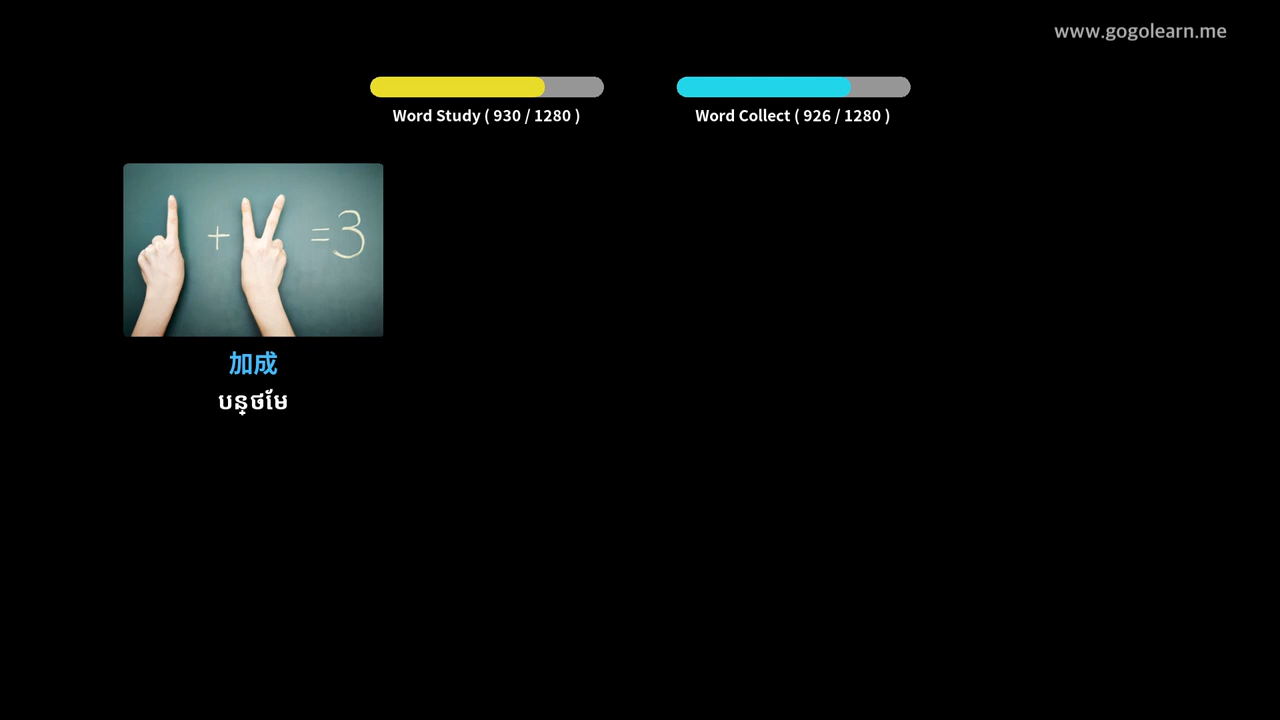 www.gogolearn.me
Word Study ( 930 / 1280 )
Word Collect ( 926 / 1280 )
+ =3
加成
បន្ថមែ